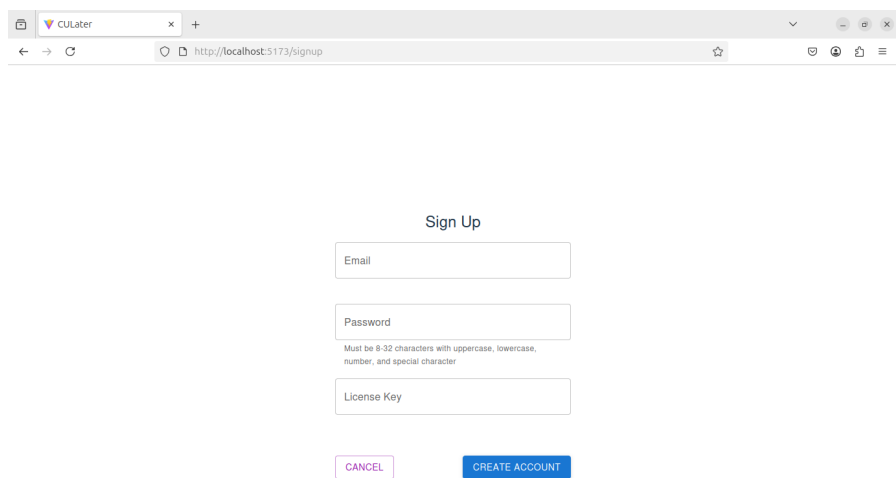 CULater
http://localhost:5173/signup
Sign Up
Email
Password
Must be 8-32 characters with uppercase, lowercase,
number, and special character
License Key
CANCEL CREATE ACCOUNT